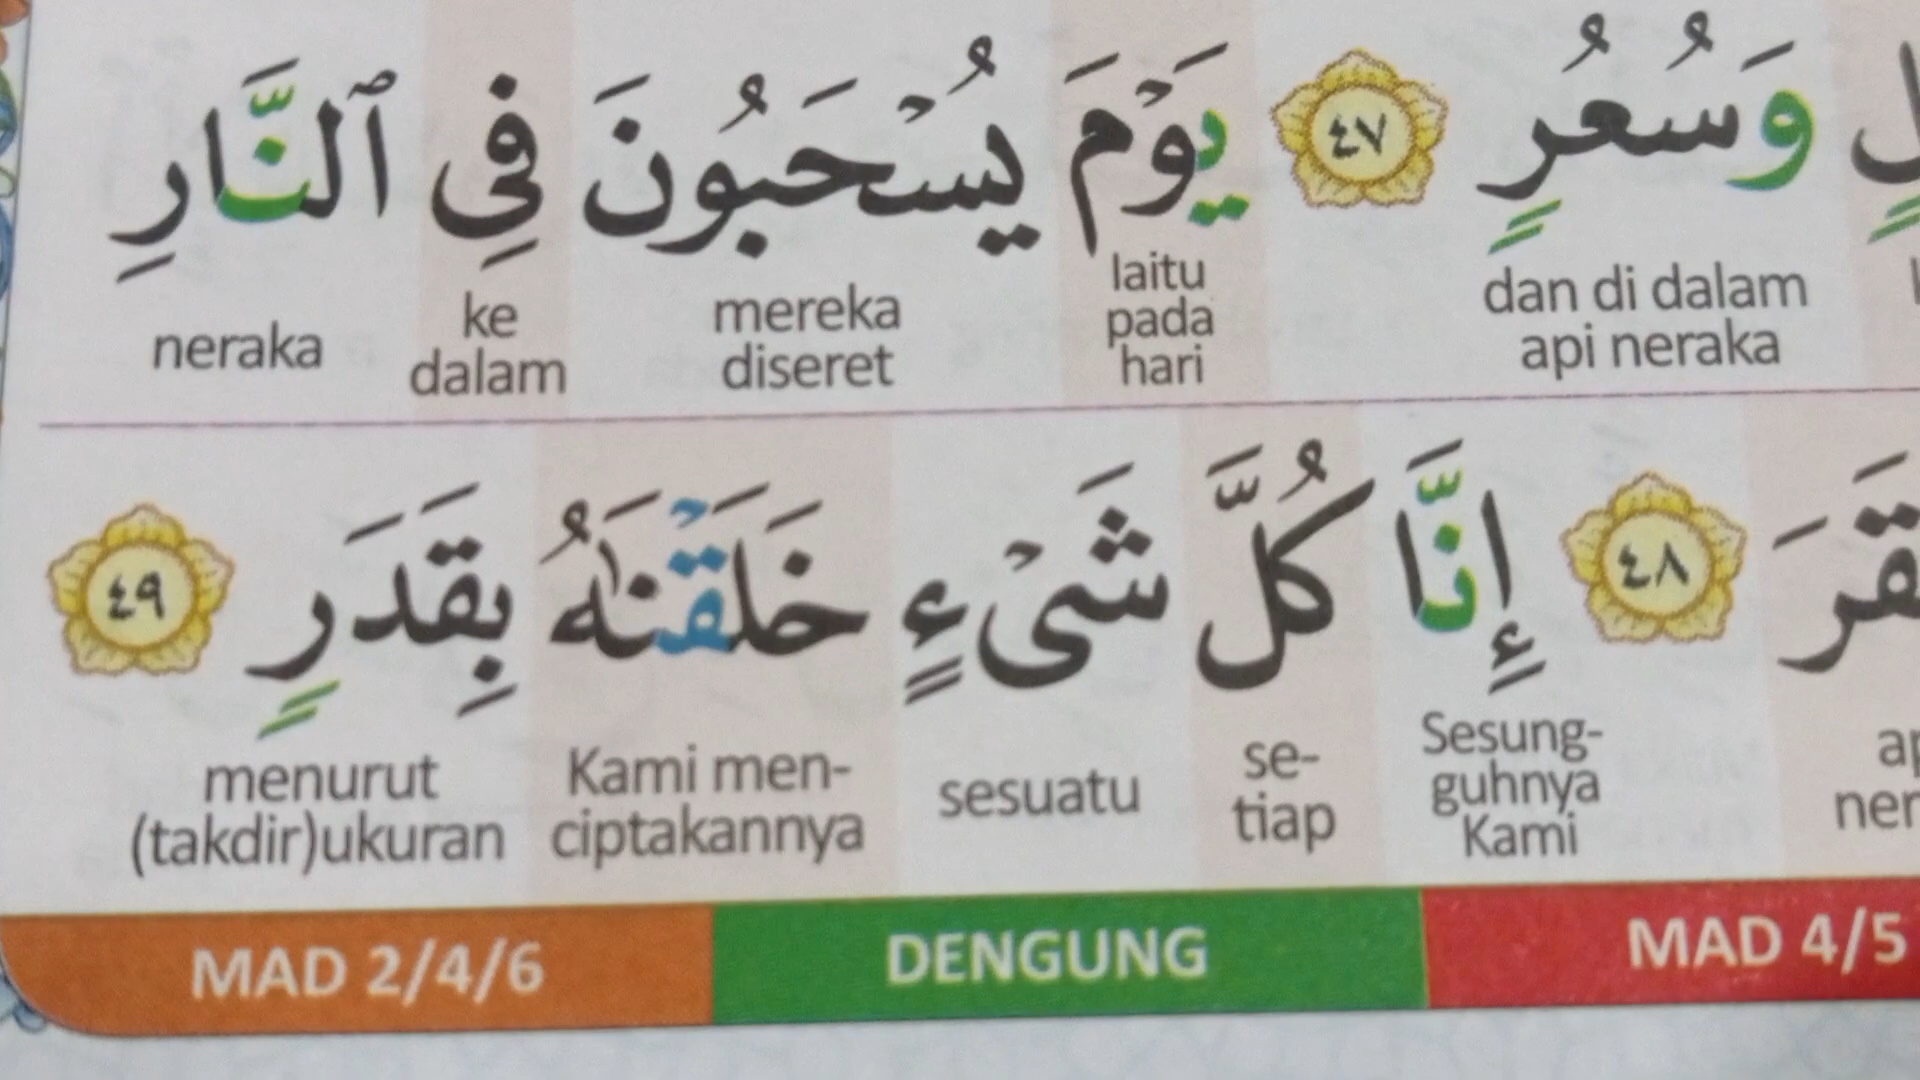 وَسُعُرٍ ٤٧ يَوْمَ يُسْحَبُونَ فِى ٱلنَّارِ
dan di dalam api neraka
laitu pada hari
mereka diseret
ke dalam
neraka
٤٨ إِنَّا كُلَّ شَىْءٍ خَلَقْنَٰهُ بِقَدَرٍ ٤٩
Sesung-guhnya Kami
se-tiap
sesuatu
Kami men-ciptakannya
menurut (takdir)ukuran
MAD 2/4/6 DENGUNG MAD 4/5